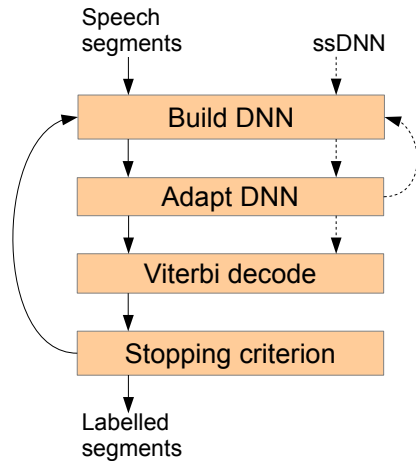 Speech
segments
ssDNN
Build DNN
Adapt DNN
Viterbi decode
Stopping criterion
Labelled
segments